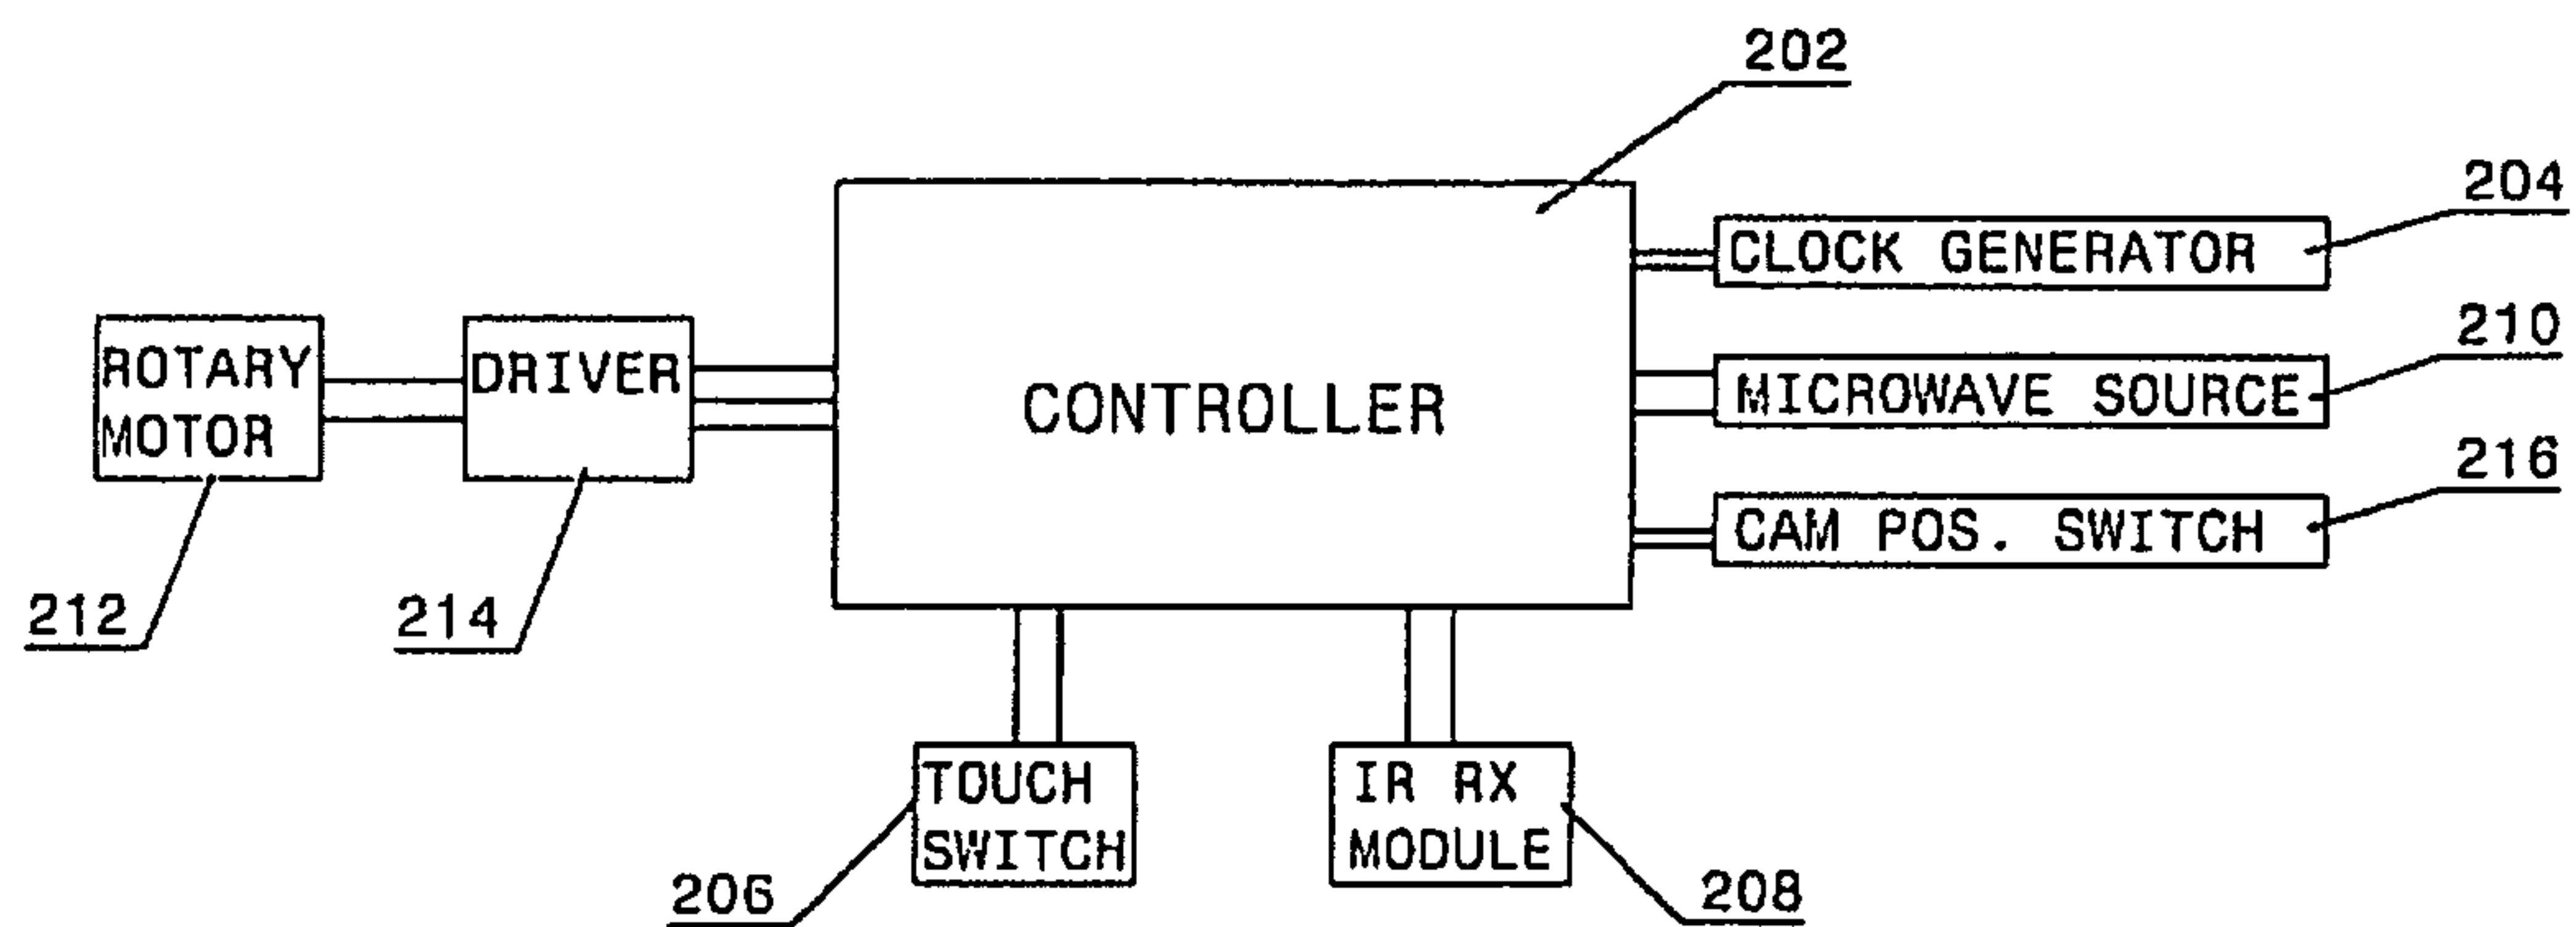 202
204
CLOCK GENERATOR
210
ROTARY
MOTOR
DRIVER
CONTROLLER
MICROWAVE SOURCE
216
CAM POS. SWITCH
212
214
TOUCH
SWITCH
IR RX
MODULE
206
208